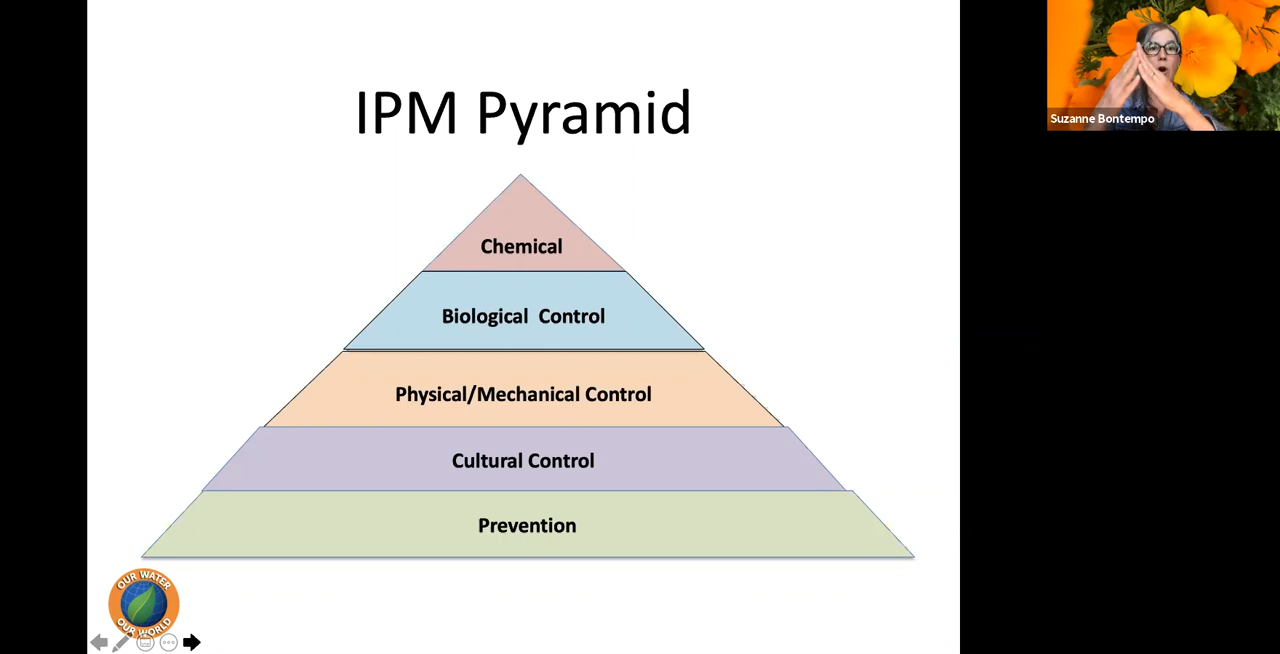 IPM Pyramid
Chemical
Biological Control
Physical/Mechanical Control
Cultural Control
Prevention
OUR WATER
OUR WORLD
Suzanne Bontempo